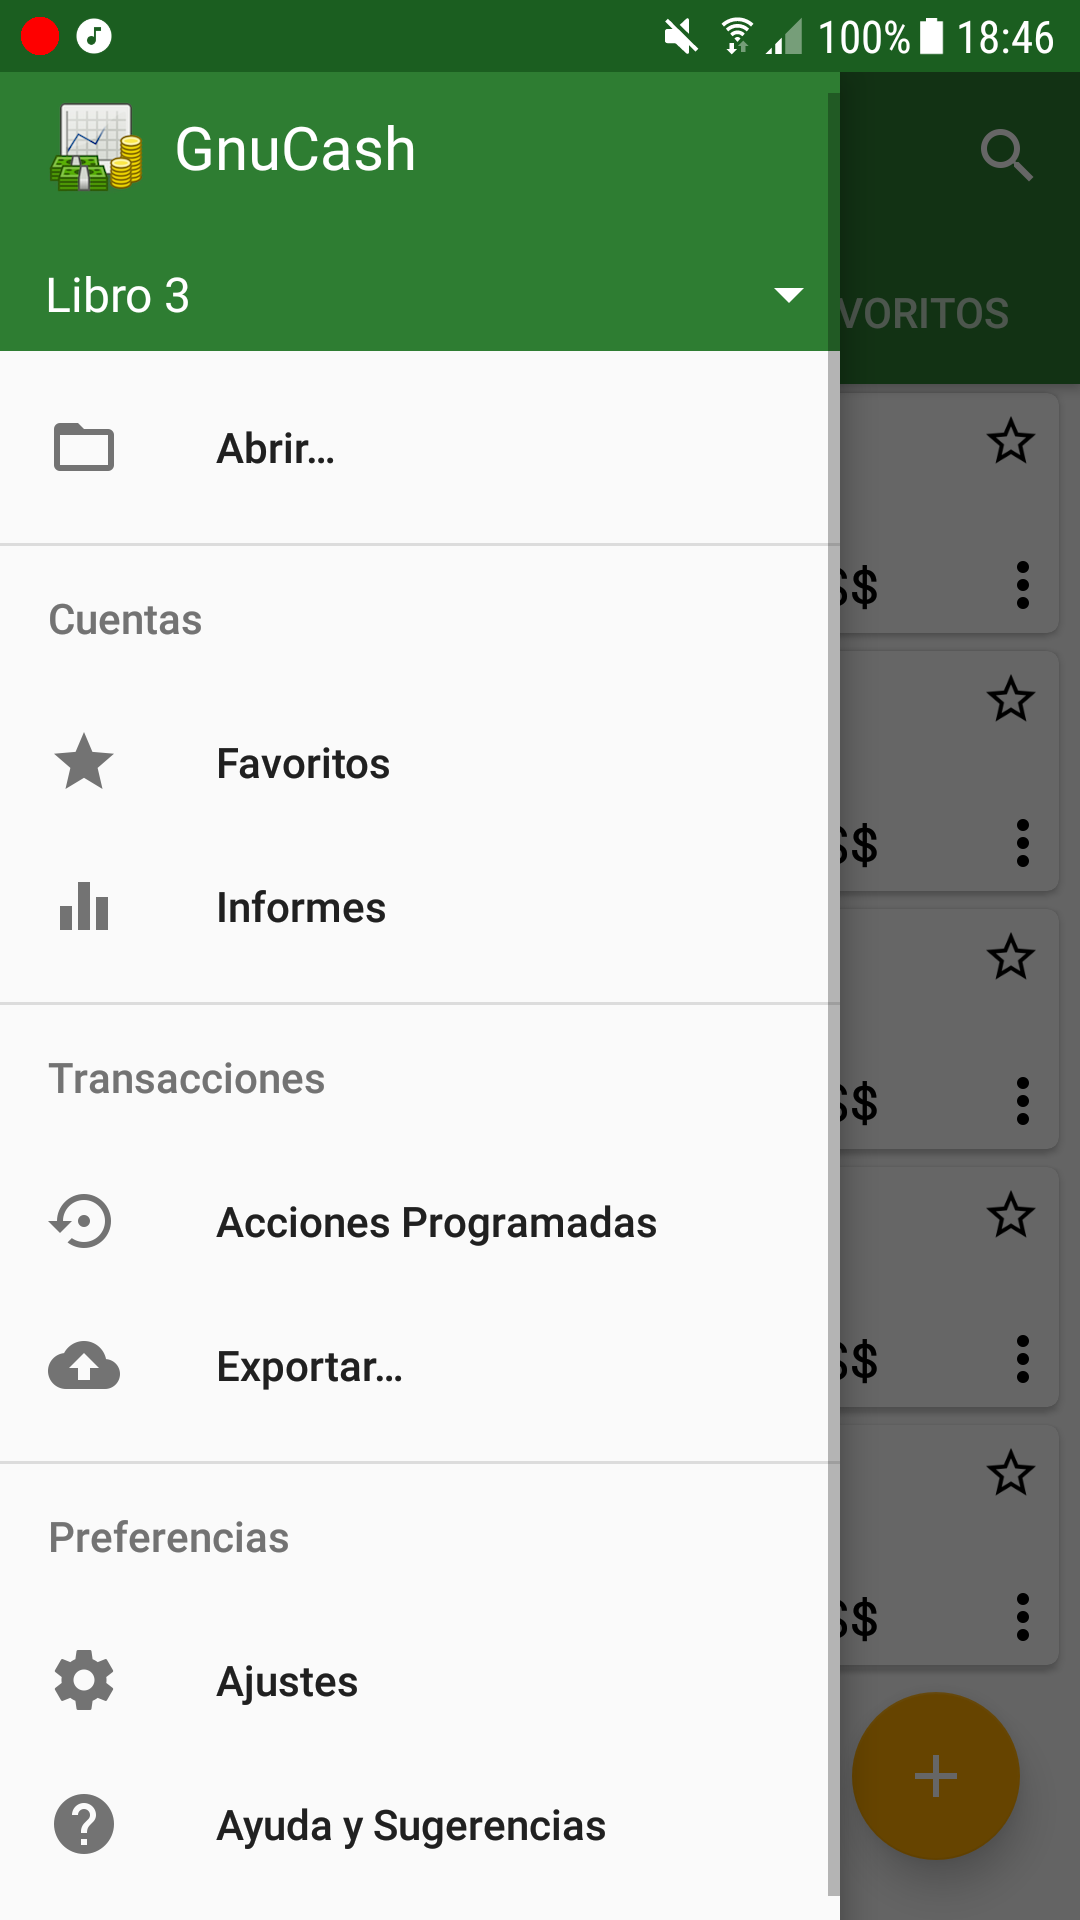 100% 18:46
GnuCash
Libro 3
VORITOS
Abrir...
$
Cuentas
Favoritos
$
Informes
Transacciones
$
Acciones Programadas
Exportar...
$
Preferencias
$
Ajustes
Ayuda y Sugerencias